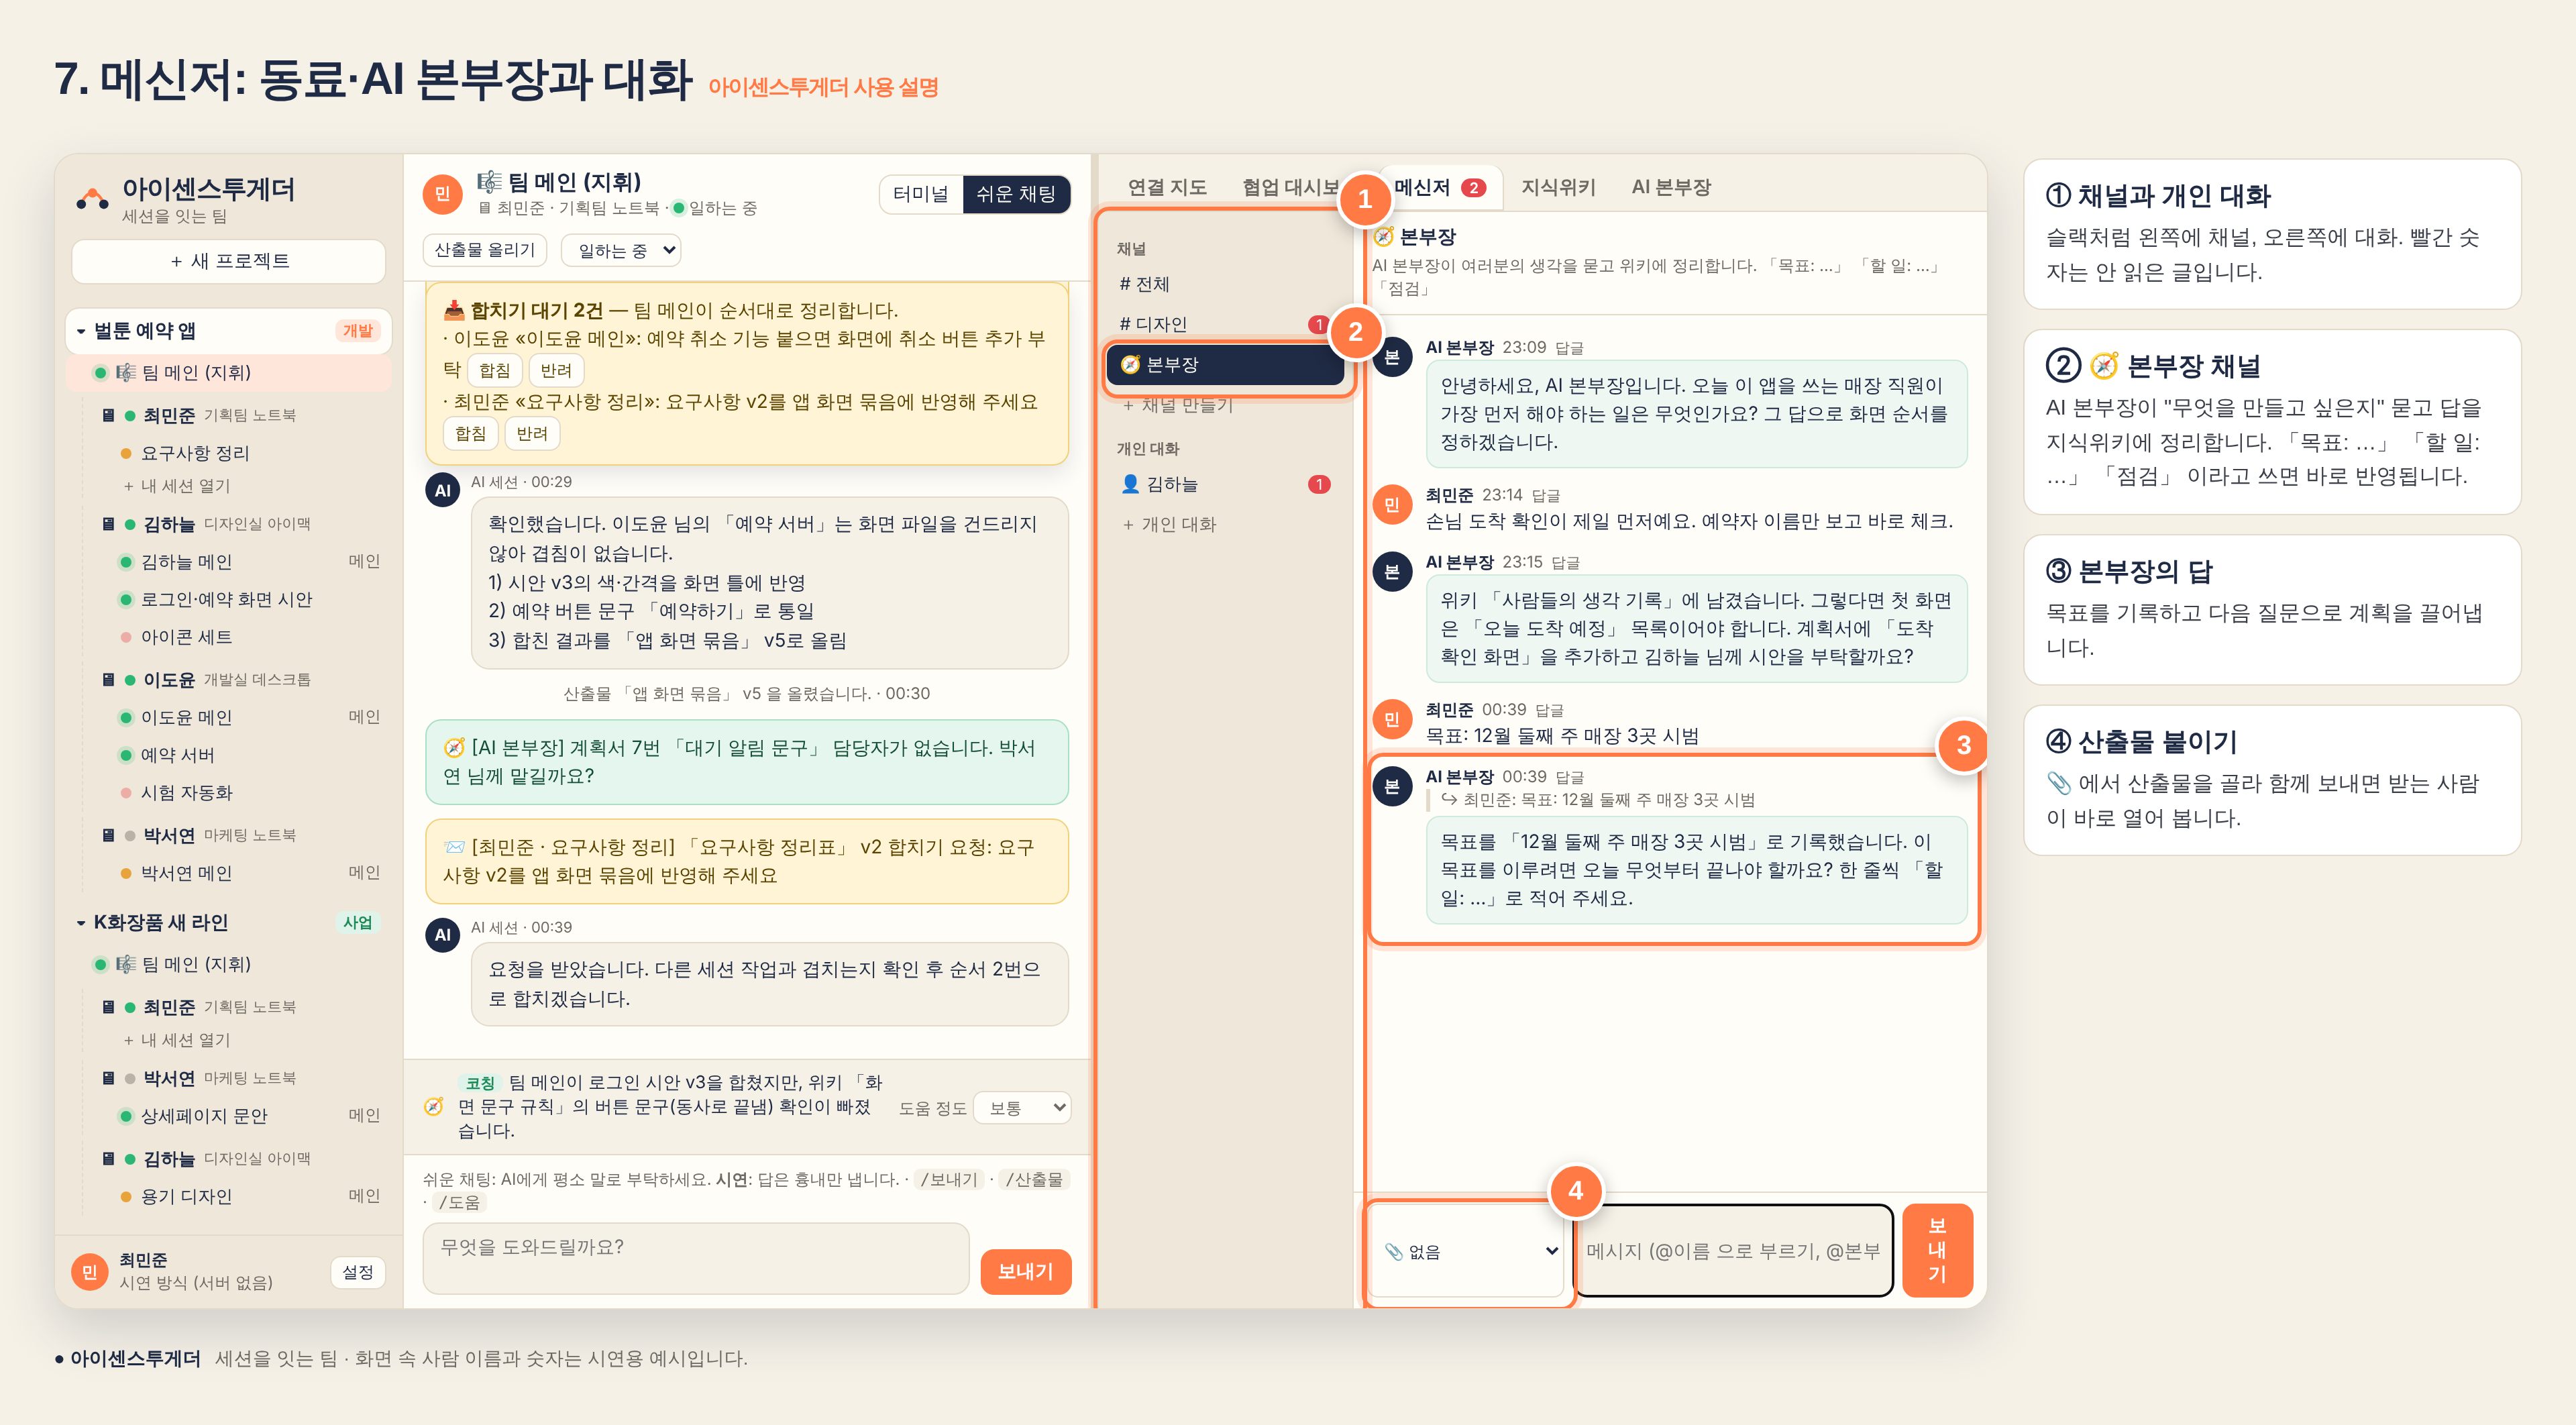 7. 메신저: 동료·AI 본부장과 대화 아이센스투게더 사용 설명
아이센스투게더
세션을 잇는 팀
+ 새 프로젝트
벌툰 예약 앱 개발
팀 메인 (지휘)
최민준 기획팀 노트북
요구사항 정리
+ 내 세션 열기
김하늘 디자인실 아이맥
김하늘 메인 메인
로그인·예약 화면 시안
아이콘 세트
이도윤 개발실 데스크톱
이도윤 메인 메인
예약 서버
시험 자동화
박서연 마케팅 노트북
박서연 메인 메인
K화장품 새 라인 사업
팀 메인 (지휘)
최민준 기획팀 노트북
+ 내 세션 열기
박서연 마케팅 노트북
상세페이지 문안 메인
김하늘 디자인실 아이맥
용기 디자인 메인
민
최민준
시연 방식 (서버 없음)
설정
민
팀 메인 (지휘)
최민준 · 기획팀 노트북 · 일하는 중
터미널 쉬운 채팅
산출물 올리기 일하는 중
합치기 대기 2건 — 팀 메인이 순서대로 정리합니다.
· 이도윤 «이도윤 메인»: 예약 취소 기능 붙으면 화면에 취소 버튼 추가 부
탁 합침 반려
· 최민준 «요구사항 정리»: 요구사항 v2를 앱 화면 묶음에 반영해 주세요
합침 반려
AI AI 세션 · 00:29
확인했습니다. 이도윤 님의 「예약 서버」는 화면 파일을 건드리지
않아 겹침이 없습니다.
1) 시안 v3의 색·간격을 화면 틀에 반영
2) 예약 버튼 문구 「예약하기」로 통일
3) 합친 결과를 「앱 화면 묶음」 v5로 올림
산출물 「앱 화면 묶음」 v5 을 올렸습니다. · 00:30
[AI 본부장] 계획서 7번 「대기 알림 문구」 담당자가 없습니다. 박서
연 님께 맡길까요?
[최민준 · 요구사항 정리] 「요구사항 정리표」 v2 합치기 요청: 요구
사항 v2를 앱 화면 묶음에 반영해 주세요
AI AI 세션 · 00:39
요청을 받았습니다. 다른 세션 작업과 겹치는지 확인 후 순서 2번으
로 합치겠습니다.
코칭 팀 메인이 로그인 시안 v3을 합쳤지만, 위키 「화
면 문구 규칙」의 버튼 문구(동사로 끝냄) 확인이 빠졌
습니다.
도움 정도 보통
쉬운 채팅: AI에게 평소 말로 부탁하세요. 시연: 답은 흉내만 냅니다. · /보내기 · /산출물
· /도움
무엇을 도와드릴까요?
보내기
연결 지도 협업 대시보 1 메신저 2 지식위키 AI 본부장
채널
# 전체
# 디자인 1
2
본부장
+ 채널 만들기
개인 대화
김하늘 1
+ 개인 대화
본부장
AI 본부장이 여러분의 생각을 묻고 위키에 정리합니다. 「목표: ...」 「할 일: ...」
「점검」
본 AI 본부장 23:09 답글
안녕하세요, AI 본부장입니다. 오늘 이 앱을 쓰는 매장 직원이
가장 먼저 해야 하는 일은 무엇인가요? 그 답으로 화면 순서를
정하겠습니다.
민 최민준 23:14 답글
손님 도착 확인이 제일 먼저예요. 예약자 이름만 보고 바로 체크.
본 AI 본부장 23:15 답글
위키 「사람들의 생각 기록」에 남겼습니다. 그렇다면 첫 화면
은 「오늘 도착 예정」 목록이어야 합니다. 계획서에 「도착
확인 화면」을 추가하고 김하늘 님께 시안을 부탁할까요?
민 최민준 00:39 답글
목표: 12월 둘째 주 매장 3곳 시범
3
본 AI 본부장 00:39 답글
↪ 최민준: 목표: 12월 둘째 주 매장 3곳 시범
목표를 「12월 둘째 주 매장 3곳 시범」로 기록했습니다. 이
목표를 이루려면 오늘 무엇부터 끝나야 할까요? 한 줄씩 「할
일: ...」로 적어 주세요.
4
없음
메시지 (@이름 으로 부르기, @본부
보
내
기
① 채널과 개인 대화
슬랙처럼 왼쪽에 채널, 오른쪽에 대화. 빨간 숫
자는 안 읽은 글입니다.
② 본부장 채널
AI 본부장이 "무엇을 만들고 싶은지" 묻고 답을
지식위키에 정리합니다. 「목표: …」 「할 일:
…」 「점검」 이라고 쓰면 바로 반영됩니다.
③ 본부장의 답
목표를 기록하고 다음 질문으로 계획을 끌어냅
니다.
④ 산출물 붙이기
에서 산출물을 골라 함께 보내면 받는 사람
이 바로 열어 봅니다.
● 아이센스투게더 세션을 잇는 팀 · 화면 속 사람 이름과 숫자는 시연용 예시입니다.